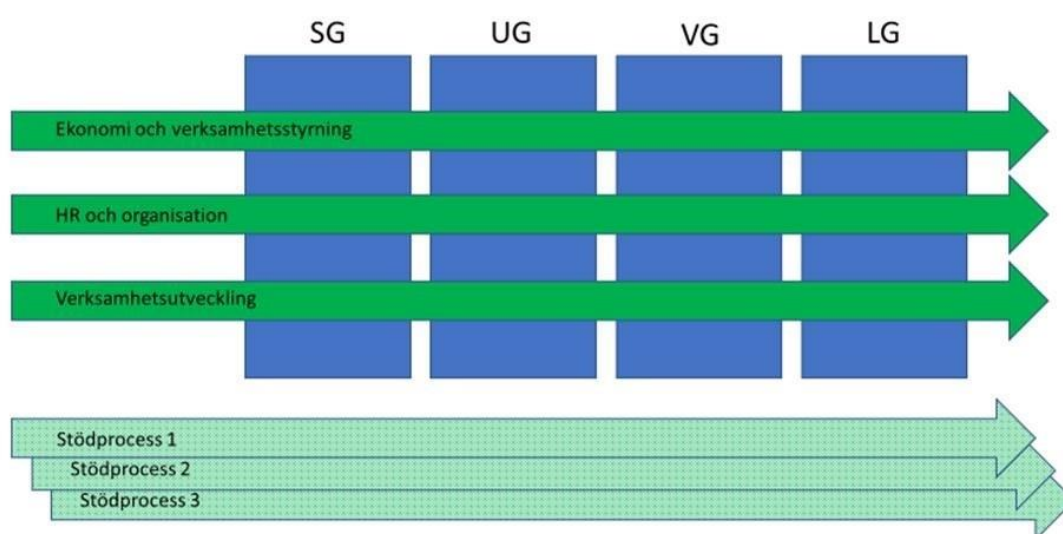 SG UG VG LG
Ekonomi och verksamhetsstyrning
HR och organisation
Verksamhetsutveckling
Stödprocess 1
Stödprocess 2
Stödprocess 3